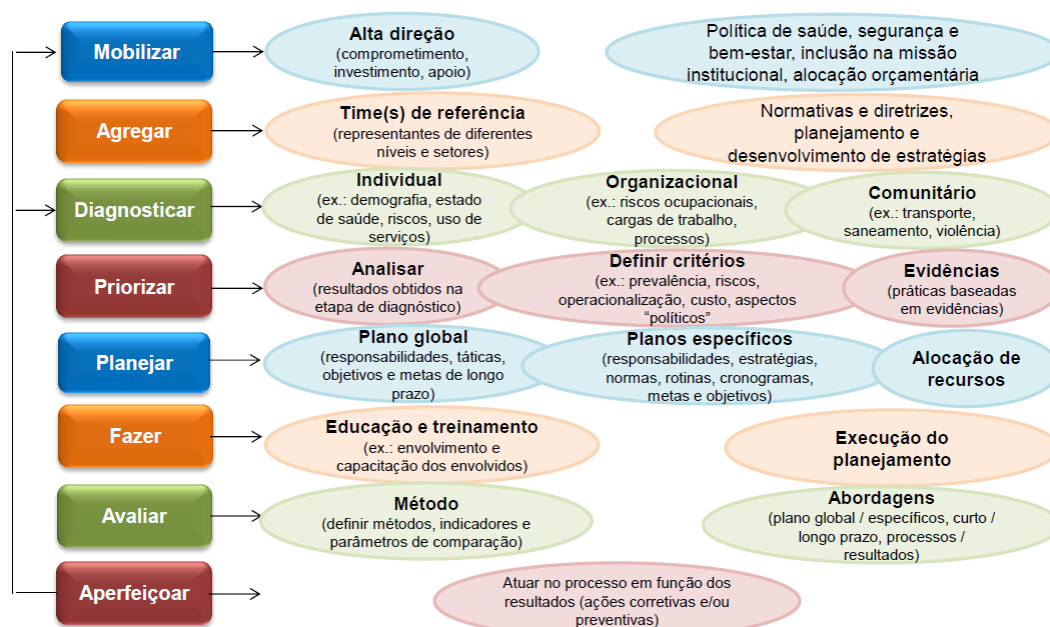 Mobilizar
Alta direção
(comprometimento,
investimento, apoio)
Política de saúde, segurança e
bem-estar, inclusão na missão
institucional, alocação orçamentária
Agregar
Time(s) de referência
(representantes de diferentes
níveis e setores)
Normativas e diretrizes,
planejamento e
desenvolvimento de estratégias
Diagnosticar
Individual
(ex.: demografia, estado
de saúde, riscos, uso de
serviços)
Organizacional
(ex.: riscos ocupacionais,
cargas de trabalho,
processos)
Comunitário
(ex.: transporte,
saneamento, violência)
Priorizar
Analisar
(resultados obtidos na
etapa de diagnóstico)
Definir critérios
(ex.: prevalência, riscos,
operacionalização, custo, aspectos
“políticos”
Evidências
(práticas baseadas
em evidências)
Planejar
Plano global
(responsabilidades, táticas,
objetivos e metas de longo
prazo)
Planos específicos
(responsabilidades, estratégias,
normas, rotinas, cronogramas,
metas e objetivos)
Alocação de
recursos
Fazer
Educação e treinamento
(ex.: envolvimento e
capacitação dos envolvidos)
Execução do
planejamento
Avaliar
Método
(definir métodos, indicadores e
parâmetros de comparação)
Abordagens
(plano global / específicos, curto /
longo prazo, processos /
resultados)
Aperfeiçoar
Atuar no processo em função dos
resultados (ações corretivas e/ou
preventivas)